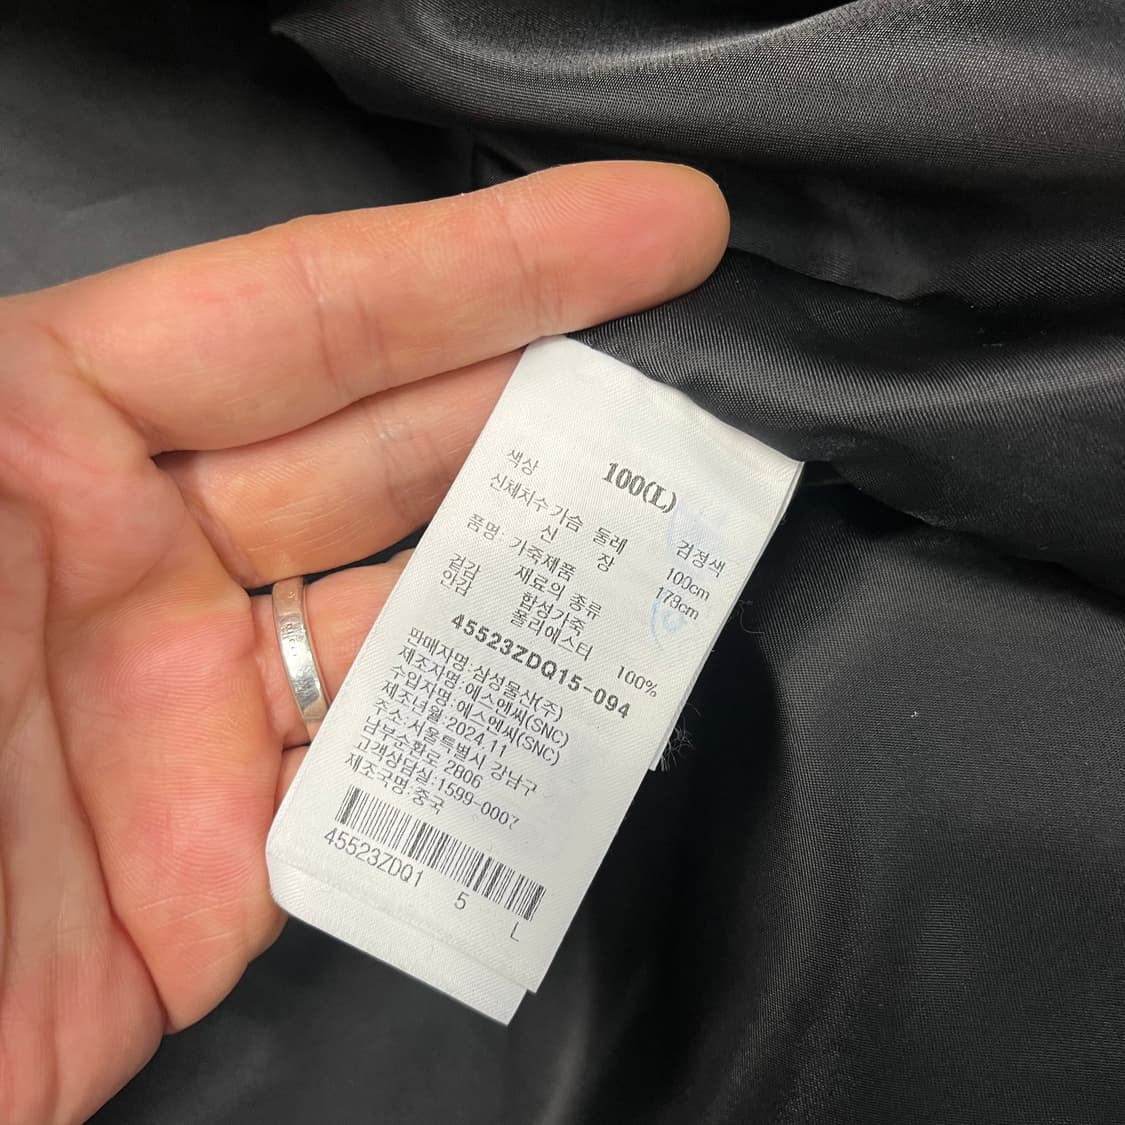 100(L)
색상 검정색
신체치수 가슴 둘레 100cm
신 장 178cm
품명: 가죽제품
재료의 종류
겉감 합성가죽
안감 폴리에스터 100%
45523ZDQ15-094
판매자명:삼성물산(주)
제조자명:에스엔씨(SNC)
수입자명:에스엔씨(SNC)
제조년월:2024.11
주소:서울특별시 강남구
남부순환로 2806
고객상담실:1599-0007
제조국명:중국
45523ZDQ1 5 L